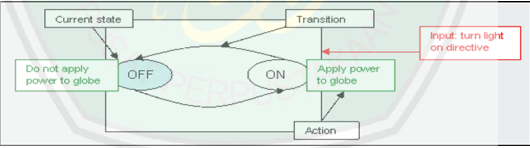 Current state
Transition
Input: turn light
on directive
Do not apply
power to globe
OFF
ON
Apply power
to globe
Action